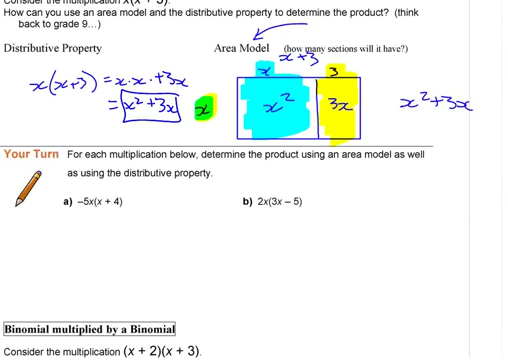 Consider the multiplication x(x + 3).
How can you use an area model and the distributive property to determine the product? (think
back to grade 9…)
Distributive Property
Area Model (how many sections will it have?)
x+3
x 3
x(x+3) = x·x+3x
= x²+3x
x
x² 3x
x²+3x
Your Turn For each multiplication below, determine the product using an area model as well
as using the distributive property.
a) –5x(x + 4)
b) 2x(3x – 5)
Binomial multiplied by a Binomial
Consider the multiplication (x + 2)(x + 3).